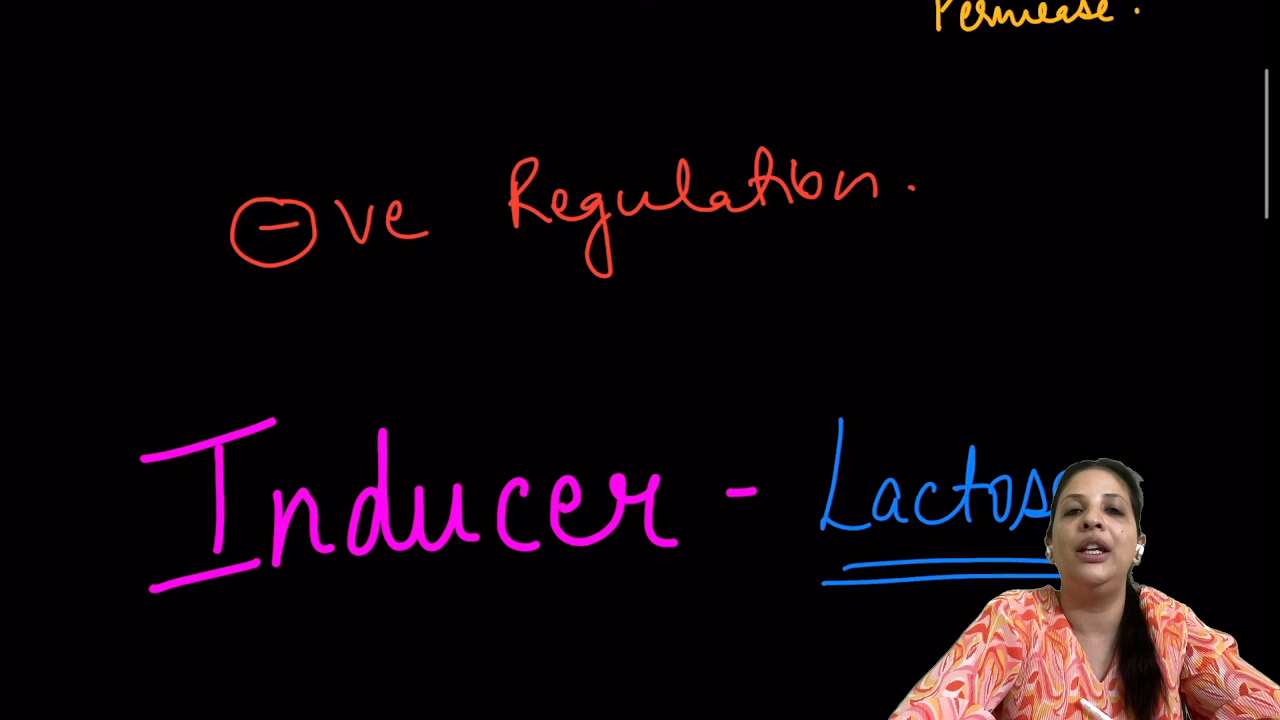 Permease.
⊖ve Regulation.
Inducer - Lactose